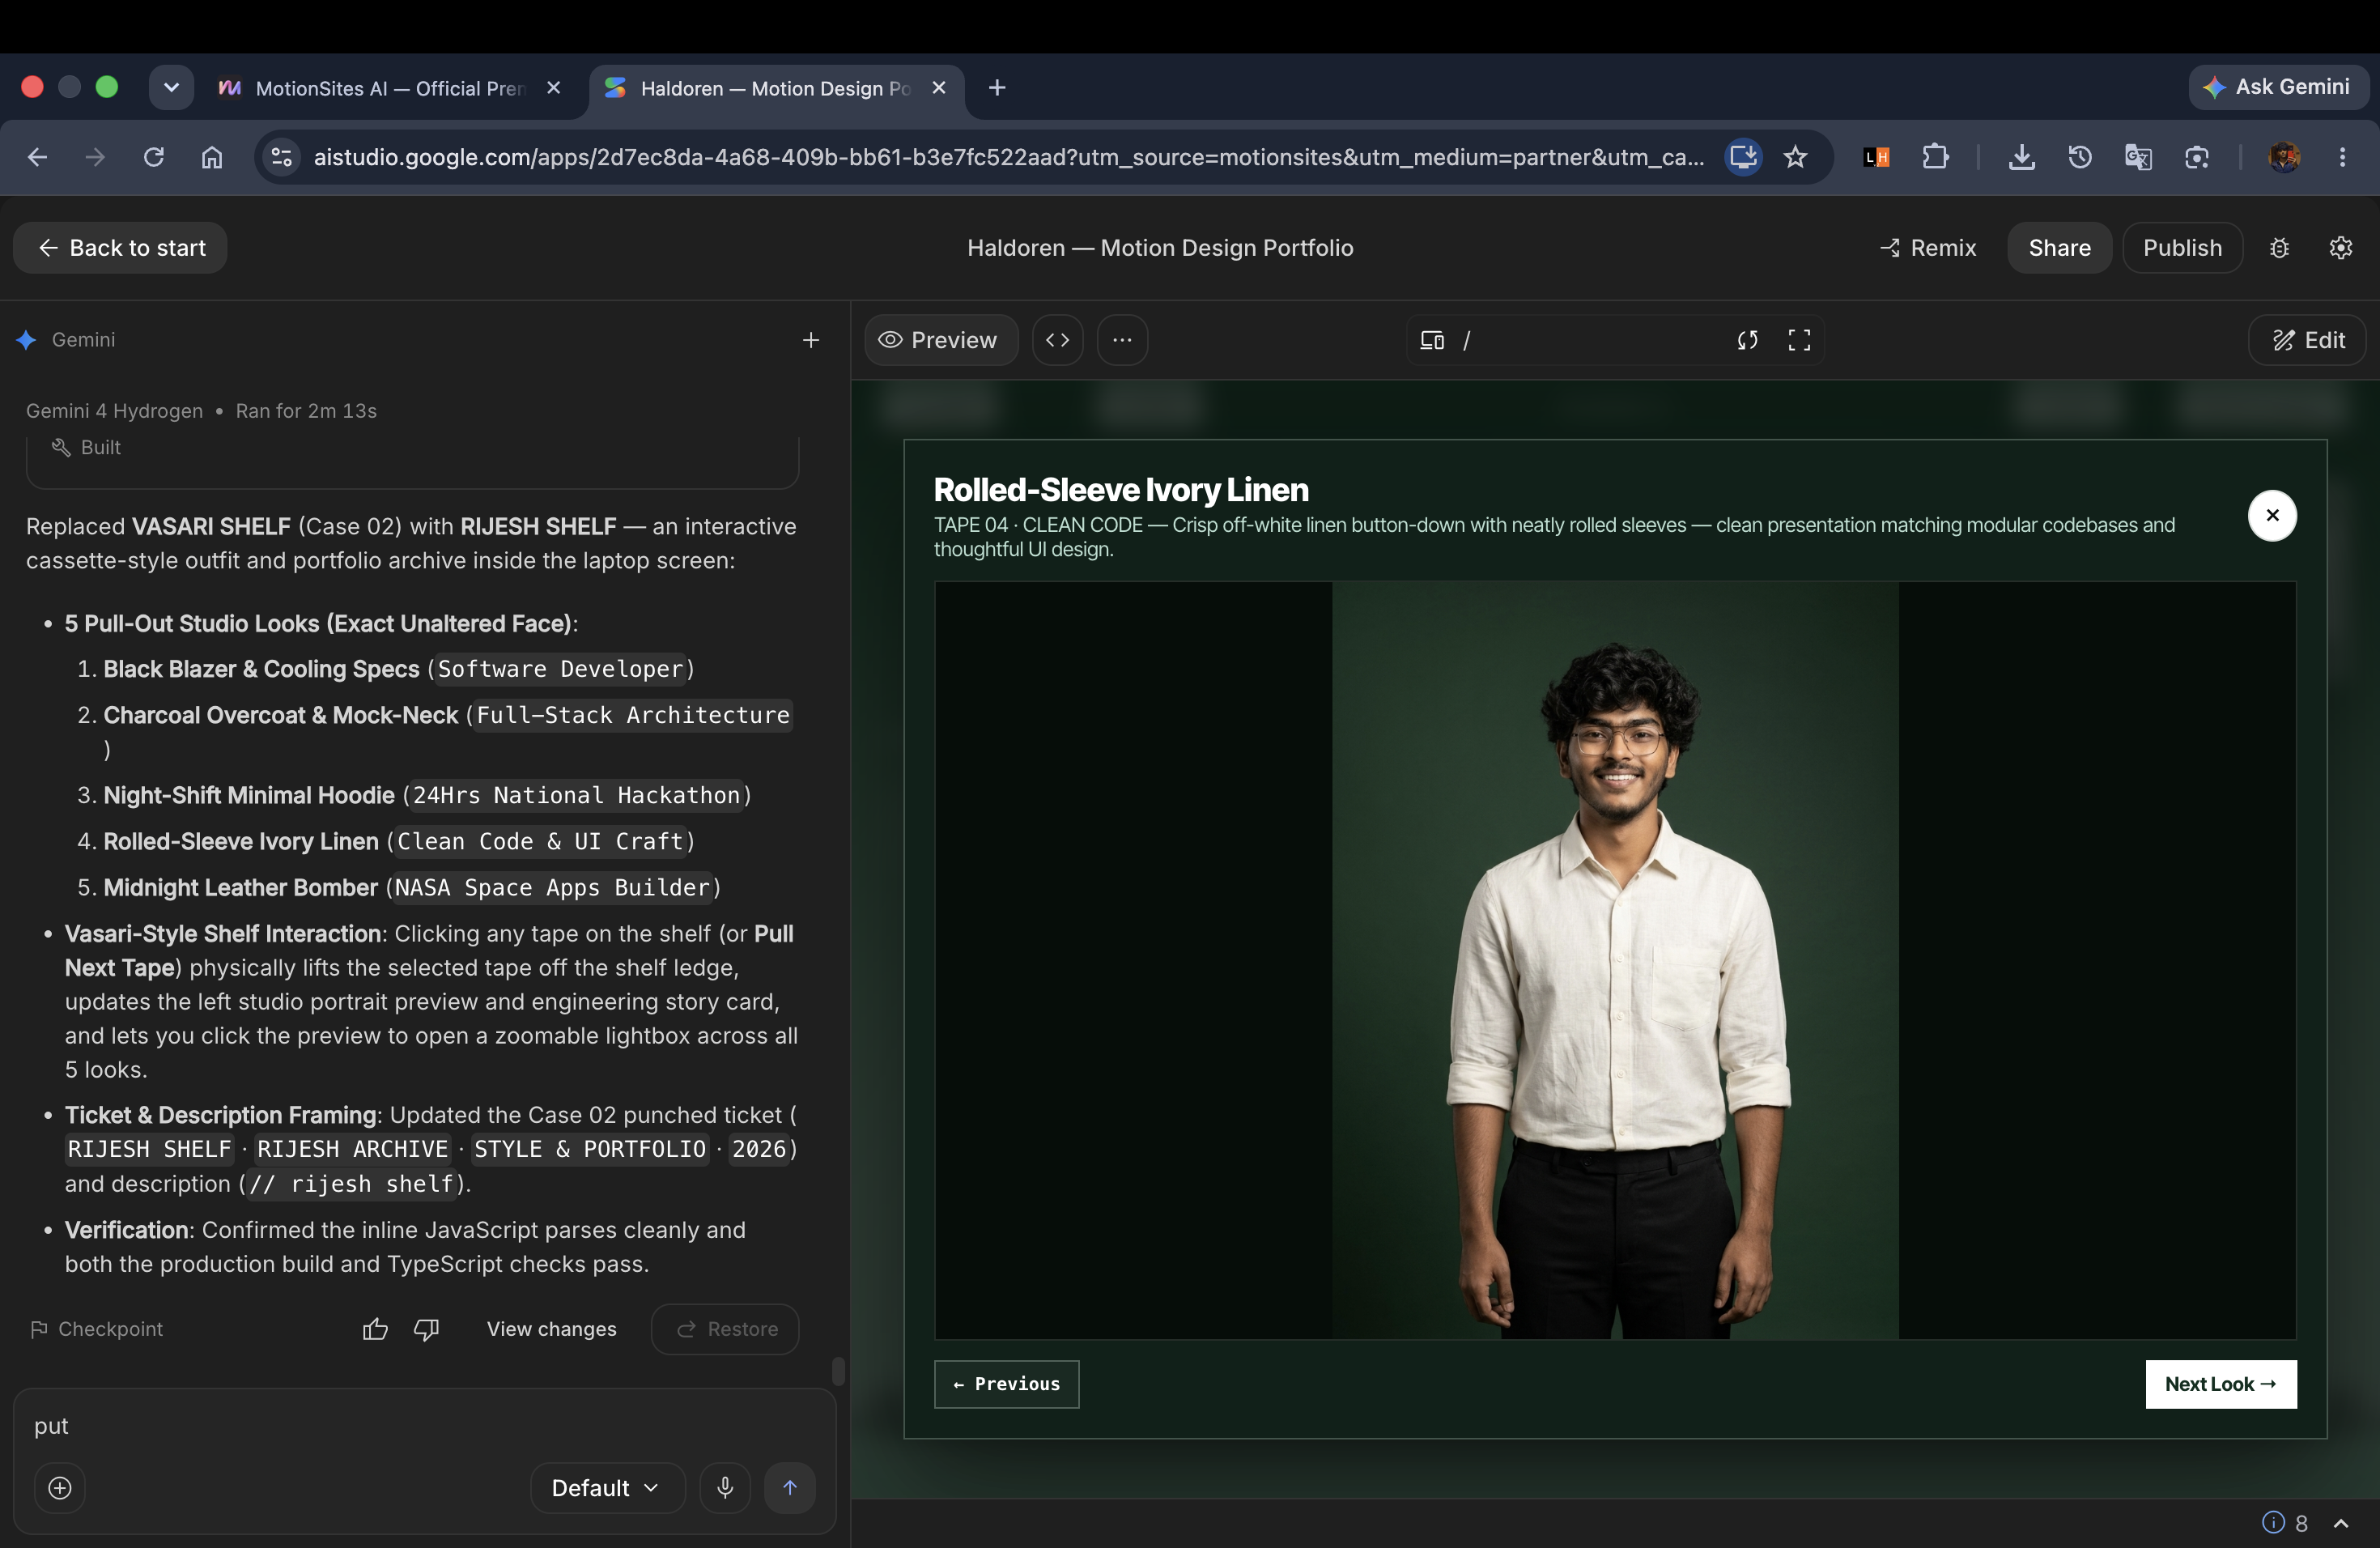 MotionSites AI — Official Pren
Haldoren — Motion Design Po
Ask Gemini
aistudio.google.com/apps/2d7ec8da-4a68-409b-bb61-b3e7fc522aad?utm_source=motionsites&utm_medium=partner&utm_ca...
L H
Back to start
Haldoren — Motion Design Portfolio
Remix
Share
Publish
Gemini
Preview
/
Edit
Gemini 4 Hydrogen • Ran for 2m 13s
Built
Replaced VASARI SHELF (Case 02) with RIJESH SHELF — an interactive
cassette-style outfit and portfolio archive inside the laptop screen:
• 5 Pull-Out Studio Looks (Exact Unaltered Face):
1. Black Blazer & Cooling Specs (Software Developer)
2. Charcoal Overcoat & Mock-Neck (Full-Stack Architecture
)
3. Night-Shift Minimal Hoodie (24Hrs National Hackathon)
4. Rolled-Sleeve Ivory Linen (Clean Code & UI Craft)
5. Midnight Leather Bomber (NASA Space Apps Builder)
• Vasari-Style Shelf Interaction: Clicking any tape on the shelf (or Pull
Next Tape) physically lifts the selected tape off the shelf ledge,
updates the left studio portrait preview and engineering story card,
and lets you click the preview to open a zoomable lightbox across all
5 looks.
• Ticket & Description Framing: Updated the Case 02 punched ticket (
RIJESH SHELF · RIJESH ARCHIVE · STYLE & PORTFOLIO · 2026)
and description (// rijesh shelf).
• Verification: Confirmed the inline JavaScript parses cleanly and
both the production build and TypeScript checks pass.
Checkpoint
View changes
Restore
put
Default
Rolled-Sleeve Ivory Linen
TAPE 04 · CLEAN CODE — Crisp off-white linen button-down with neatly rolled sleeves — clean presentation matching modular codebases and
thoughtful UI design.
← Previous
Next Look →
8